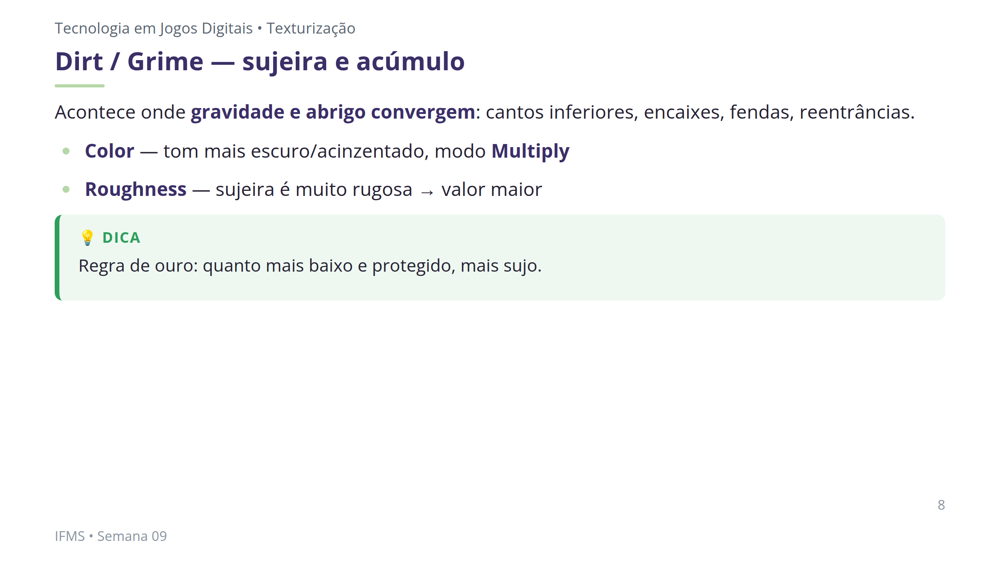 Tecnologia em Jogos Digitais • Texturização
Dirt / Grime — sujeira e acúmulo
Acontece onde gravidade e abrigo convergem: cantos inferiores, encaixes, fendas, reentrâncias.
• Color — tom mais escuro/acinzentado, modo Multiply
• Roughness — sujeira é muito rugosa → valor maior
💡 DICA
Regra de ouro: quanto mais baixo e protegido, mais sujo.
8
IFMS • Semana 09